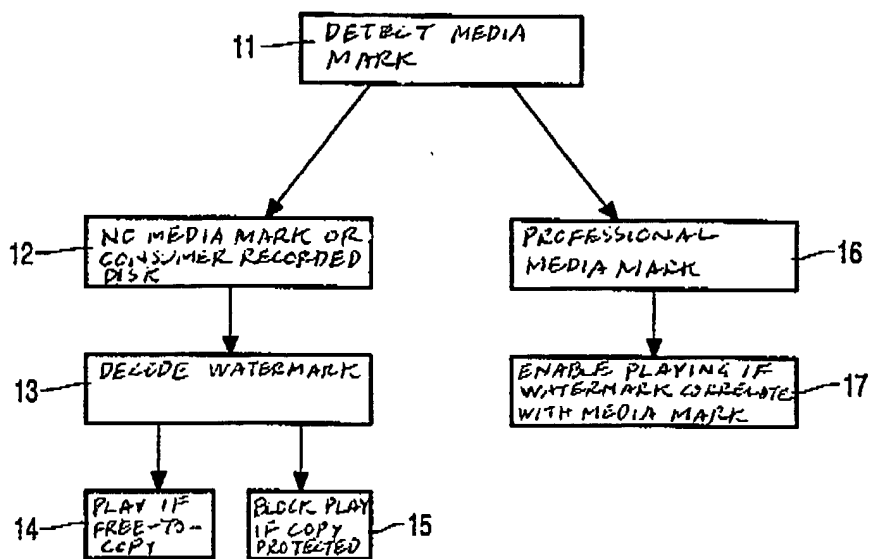 11
DETECT MEDIA
MARK
12
NO MEDIA MARK OR
CONSUMER RECORDED
DISK
PROFESSIONAL
MEDIA MARK
16
13
DECODE WATERMARK
ENABLE PLAYING IF
WATERMARK CORRELATE
WITH MEDIA MARK
17
14
PLAY IF
FREE-TO-
COPY
BLOCK PLAY
IF COPY
PROTECTED
15